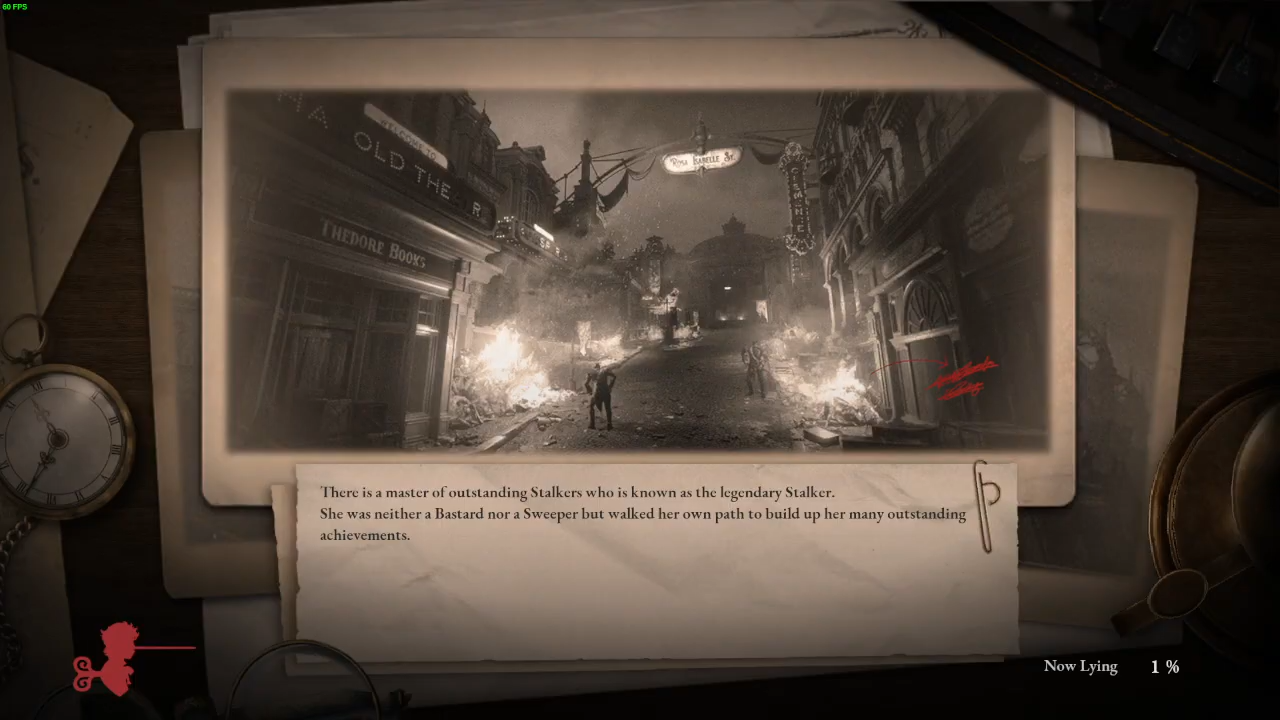 60 FPS
WELCOME TO
OLD THE R
THEDORE BOOKS
ROSA ISABELLE St.
There is a master of outstanding Stalkers who is known as the legendary Stalker.
She was neither a Bastard nor a Sweeper but walked her own path to build up her many outstanding
achievements.
Now Lying 1 %